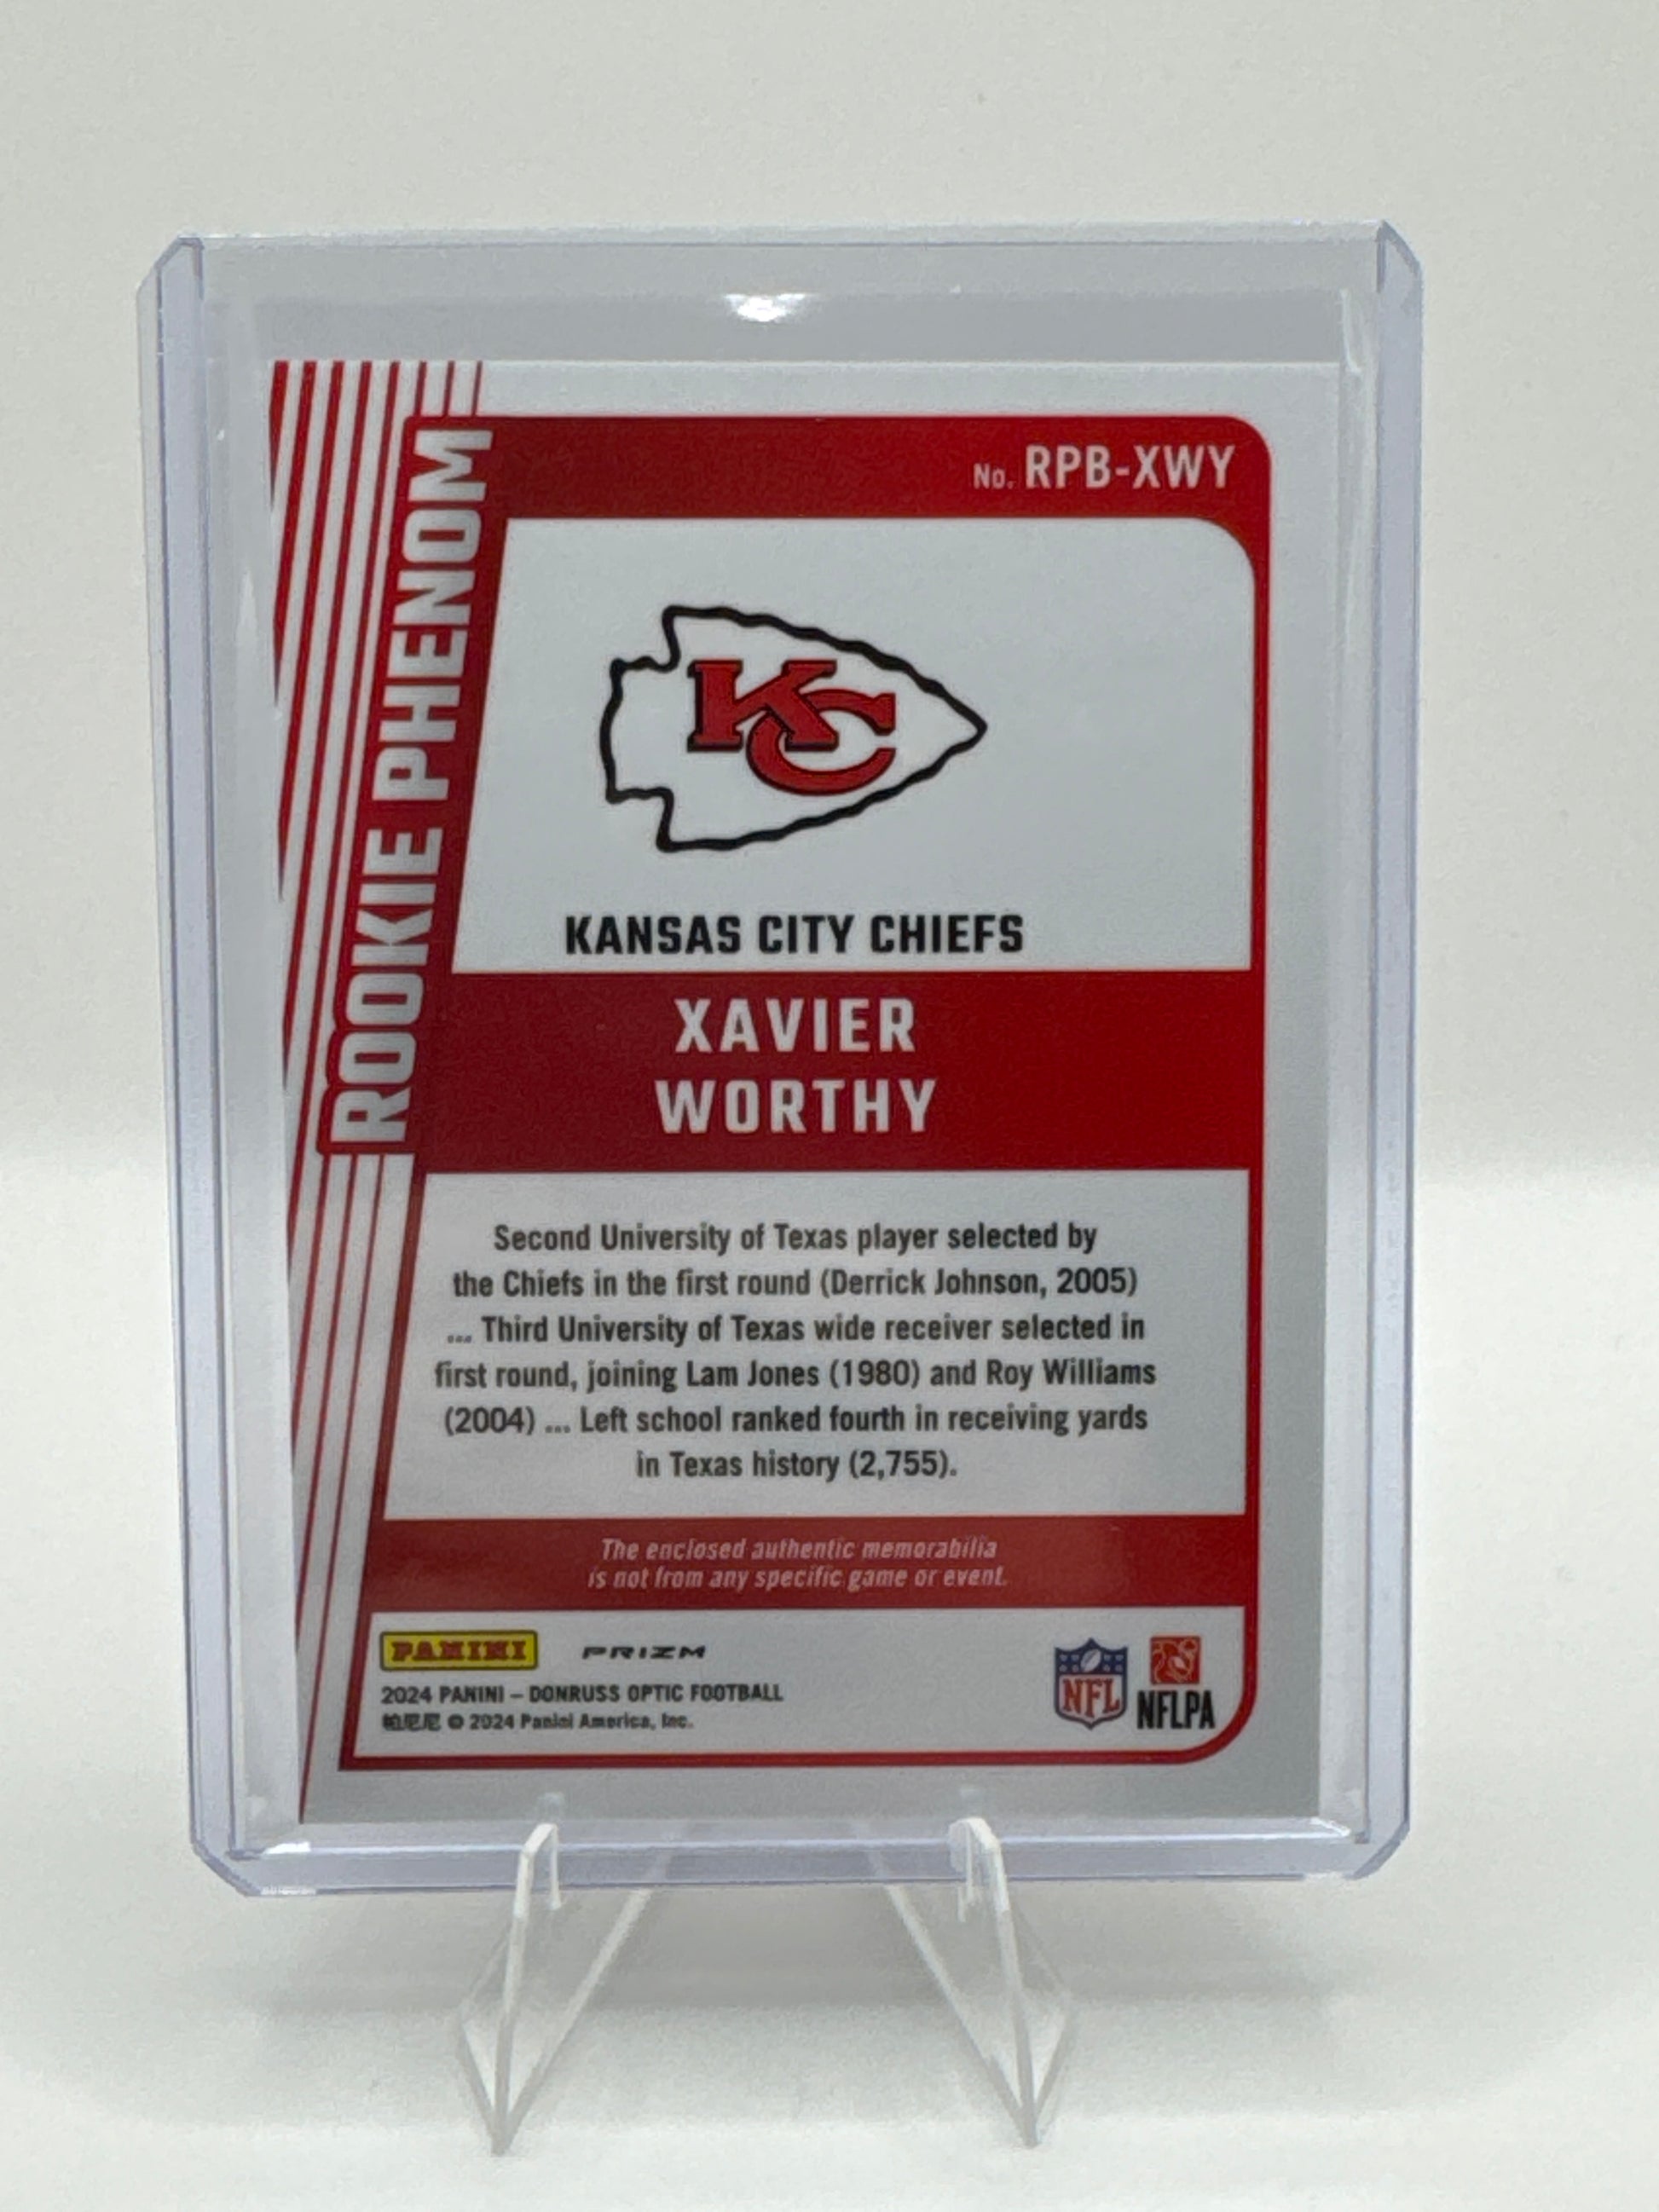 No. RPB-XWY
ROOKIE PHENOM
KC
KANSAS CITY CHIEFS
XAVIER
WORTHY
Second University of Texas player selected by
the Chiefs in the first round (Derrick Johnson, 2005)
... Third University of Texas wide receiver selected in
first round, joining Lam Jones (1980) and Roy Williams
(2004) ... Left school ranked fourth in receiving yards
in Texas history (2,755).
The enclosed authentic memorabilia
is not from any specific game or event.
PANINI PRIZM
2024 PANINI – DONRUSS OPTIC FOOTBALL
帕尼尼 © 2024 Panini America, Inc.
NFL
NFLPA